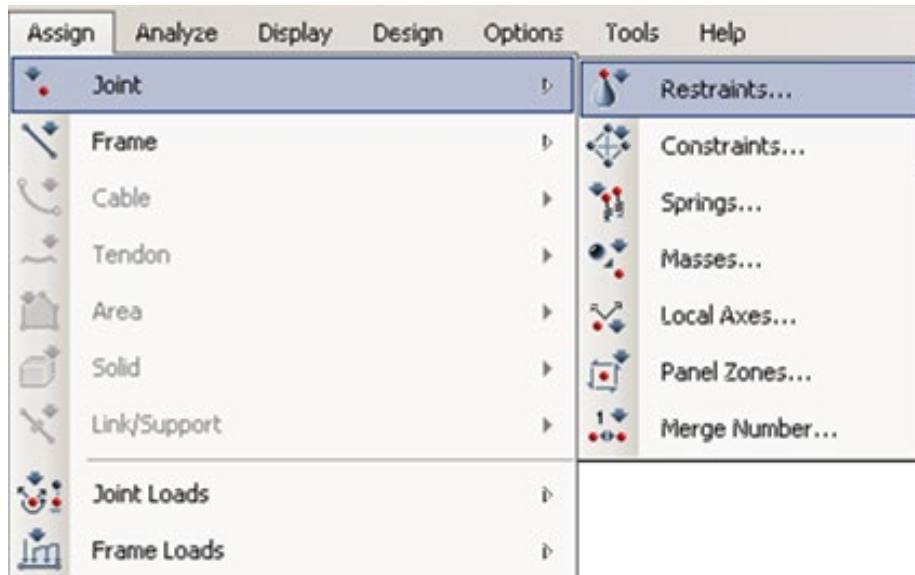 Assign Analyze Display Design Options Tools Help
Joint
Frame
Cable
Tendon
Area
Solid
Link/Support
Joint Loads
Frame Loads
Restraints...
Constraints...
Springs...
Masses...
Local Axes...
Panel Zones...
1
Merge Number...